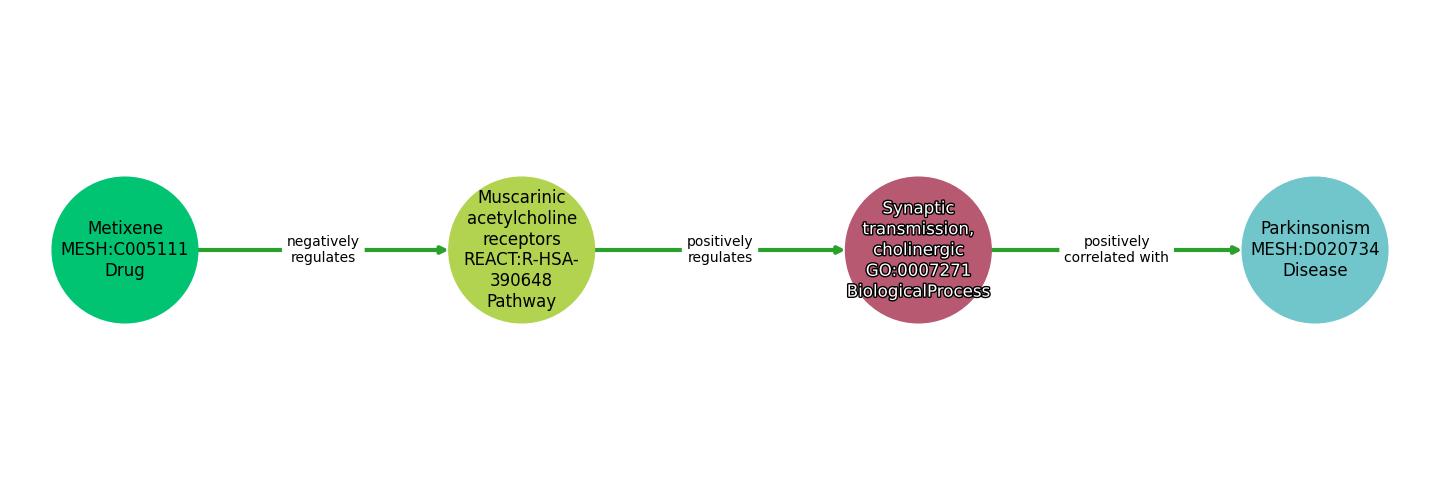 Metixene
MESH:C005111
Drug
negatively
regulates
Muscarinic
acetylcholine
receptors
REACT:R-HSA-
390648
Pathway
positively
regulates
Synaptic
transmission,
cholinergic
GO:0007271
BiologicalProcess
positively
correlated with
Parkinsonism
MESH:D020734
Disease